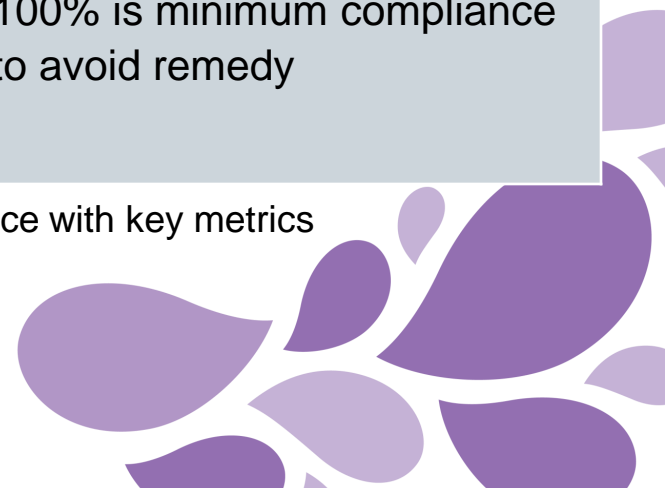 100% is minimum compliance
to avoid remedy
ce with key metrics